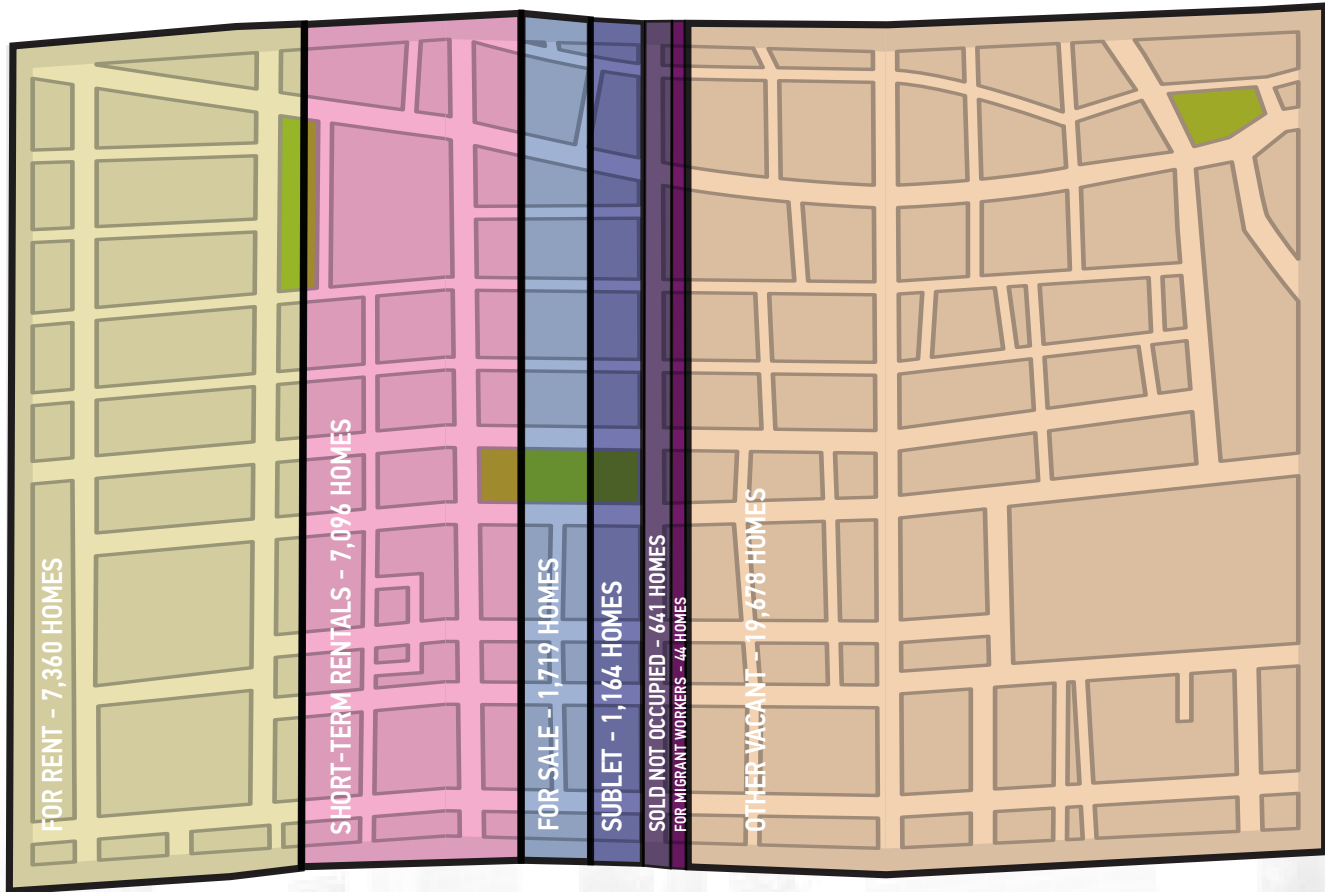 FOR RENT - 7,360 HOMES
SHORT-TERM RENTALS - 7,096 HOMES
FOR SALE - 1,719 HOMES
SUBLET - 1,164 HOMES
SOLD NOT OCCUPIED - 641 HOMES
FOR MIGRANT WORKERS - 44 HOMES
OTHER VACANT - 19,678 HOMES